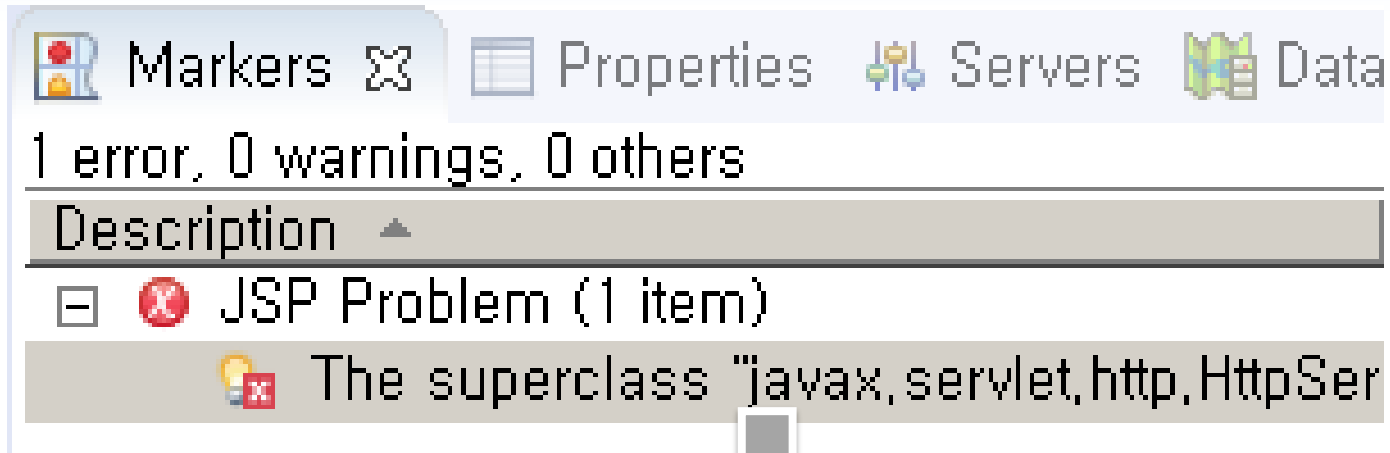 Markers Properties Servers Data
1 error, 0 warnings, 0 others
Description
JSP Problem (1 item)
The superclass "javax.servlet.http.HttpSer